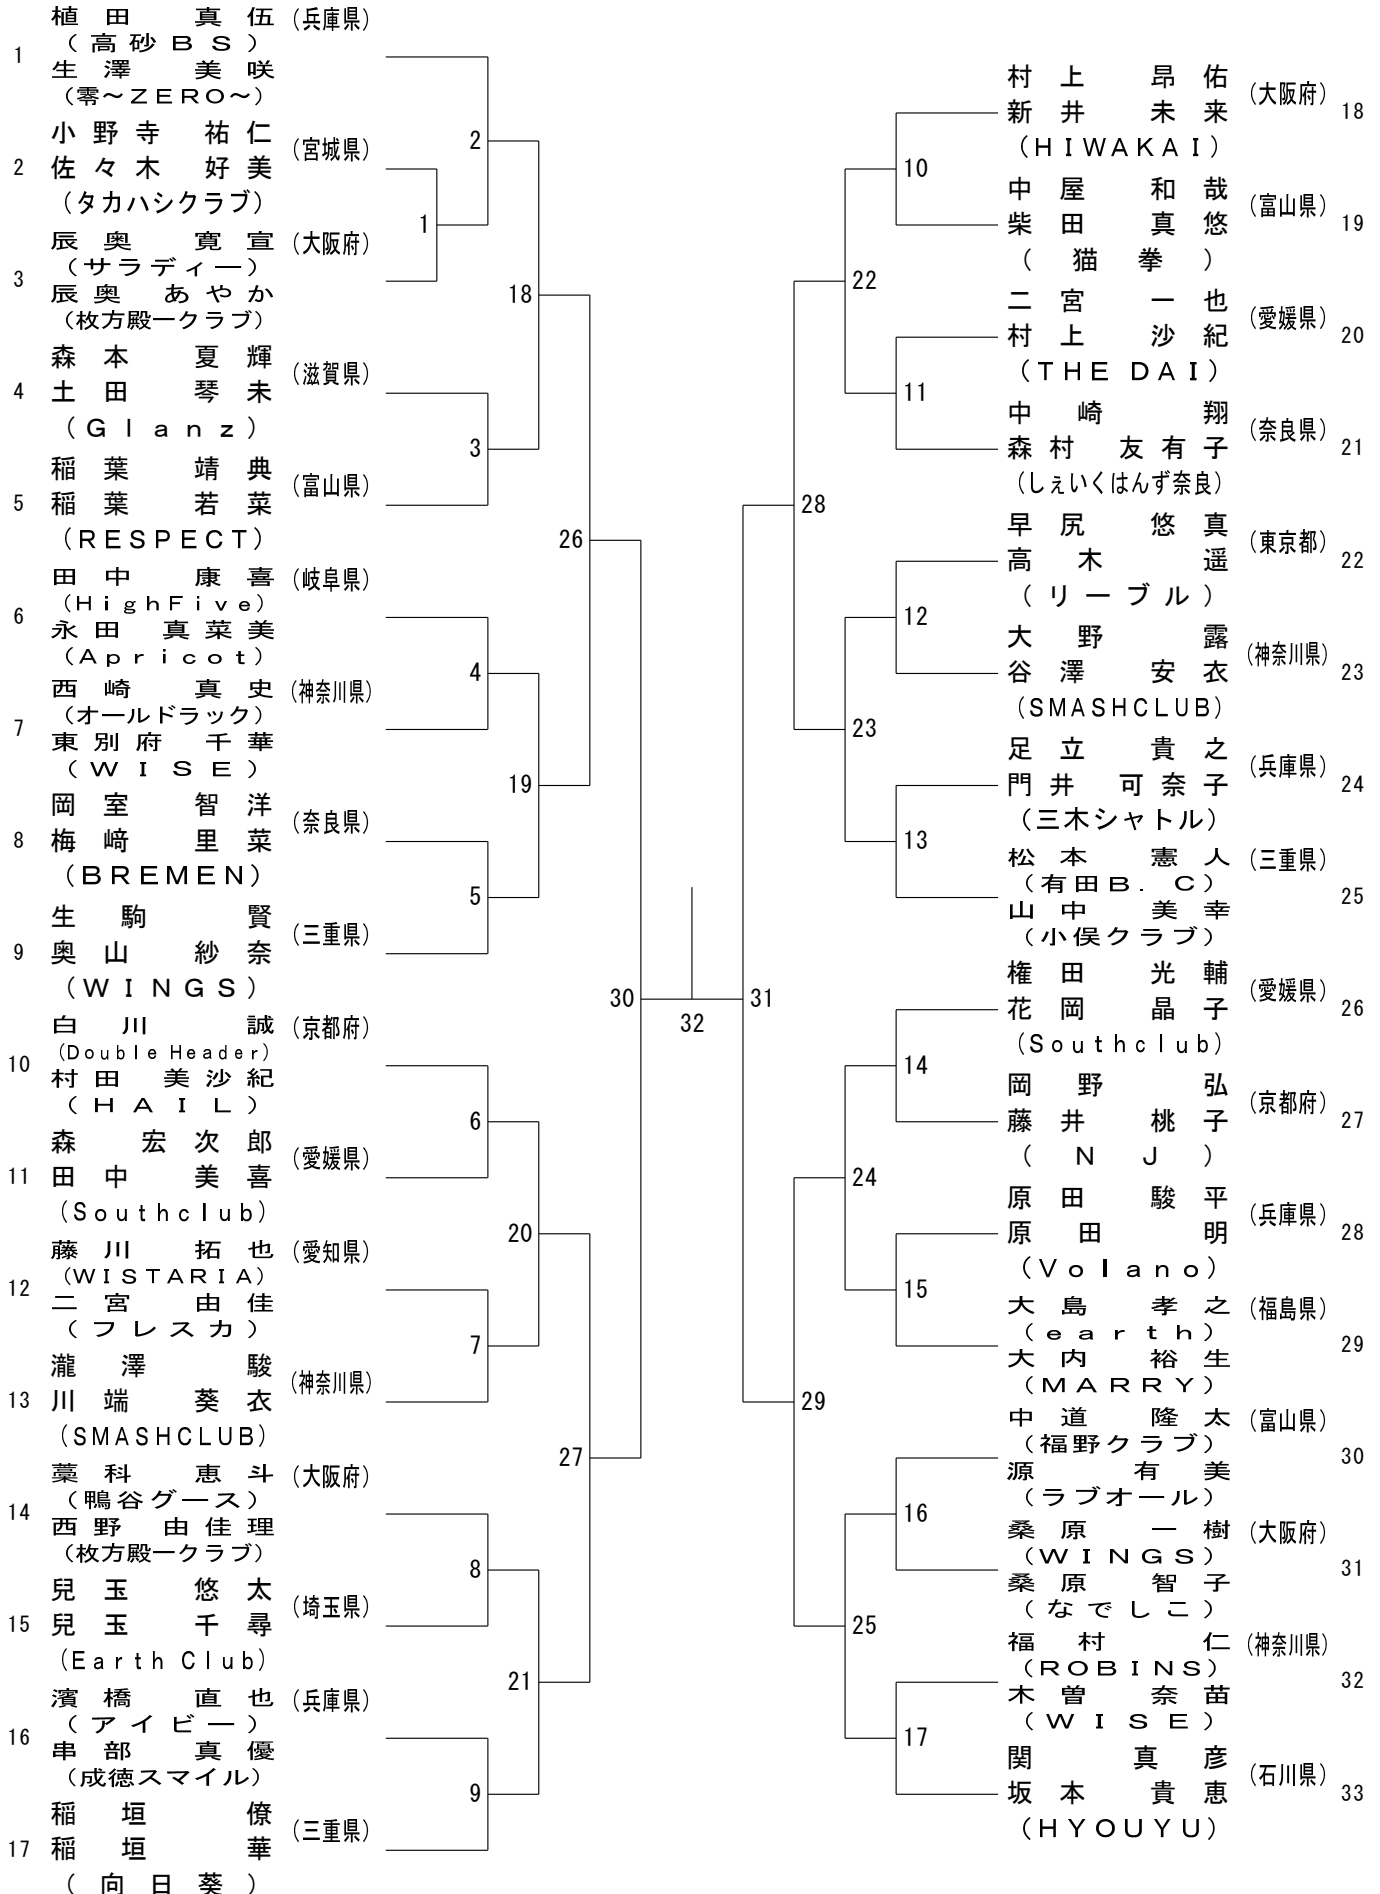 1 植田 真伍 (兵庫県)
(高砂BS)
生澤 美咲
(零～ZERO～)
2 小野寺 祐仁 (宮城県)
佐々木 好美
(タカハシクラブ)
3 辰奥 寛宣 (大阪府)
(サラディー)
辰奥 あやか
(枚方殿一クラブ)
4 森本 夏輝 (滋賀県)
土田 琴未
(Glanz)
5 稲葉 靖典 (富山県)
稲葉 若菜
(RESPECT)
6 田中 康喜 (岐阜県)
(HighFive)
永田 真菜美
(Apricot)
7 西崎 真史 (神奈川県)
(オールドラック)
東別府 千華
(WISE)
8 岡室 智洋 (奈良県)
梅﨑 里菜
(BREMEN)
9 生駒 賢 (三重県)
奥山 紗奈
(WINGS)
10 白川 誠 (京都府)
(Double Header)
村田 美沙紀
(HAIL)
11 森 宏次郎 (愛媛県)
田中 美喜
(Southclub)
12 藤川 拓也 (愛知県)
(WISTARIA)
二宮 由佳
(フレスカ)
13 瀧澤 駿 (神奈川県)
川端 葵衣
(SMASHCLUB)
14 藁科 恵斗 (大阪府)
(鴨谷グース)
西野 由佳理
(枚方殿一クラブ)
15 兒玉 悠太 (埼玉県)
兒玉 千尋
(Earth Club)
16 濱橋 直也 (兵庫県)
(アイビー)
串部 真優
(成徳スマイル)
17 稲垣 僚 (三重県)
稲垣 華
(向日葵)
1
2
3
4
5
6
7
8
9
18
19
20
21
26
27
30
32
31
28
29
22
23
24
25
10
11
12
13
14
15
16
17
村上 昂佑 (大阪府) 18
新井 未来
(HIWAKAI)
中屋 和哉 (富山県) 19
柴田 真悠
(猫拳)
二宮 一也 (愛媛県) 20
村上 沙紀
(THE DAI)
中崎 翔 (奈良県) 21
森村 友有子
(しぇいくはんず奈良)
早尻 悠真 (東京都) 22
高木 遥
(リーブル)
大野 露 (神奈川県) 23
谷澤 安衣
(SMASHCLUB)
足立 貴之 (兵庫県) 24
門井 可奈子
(三木シャトル)
松本 憲人 (三重県) 25
(有田B.C)
山中 美幸
(小俣クラブ)
権田 光輔 (愛媛県) 26
花岡 晶子
(Southclub)
岡野 弘 (京都府) 27
藤井 桃子
(NJ)
原田 駿平 (兵庫県) 28
原田 明
(Volano)
大島 孝之 (福島県) 29
(earth)
大内 裕生
(MARRY)
中道 隆太 (富山県) 30
(福野クラブ)
源 有美
(ラブオール)
桑原 一樹 (大阪府) 31
(WINGS)
桑原 智子
(なでしこ)
福村 仁 (神奈川県) 32
(ROBINS)
木曽 奈苗
(WISE)
関 真彦 (石川県) 33
坂本 貴恵
(HYOUYU)